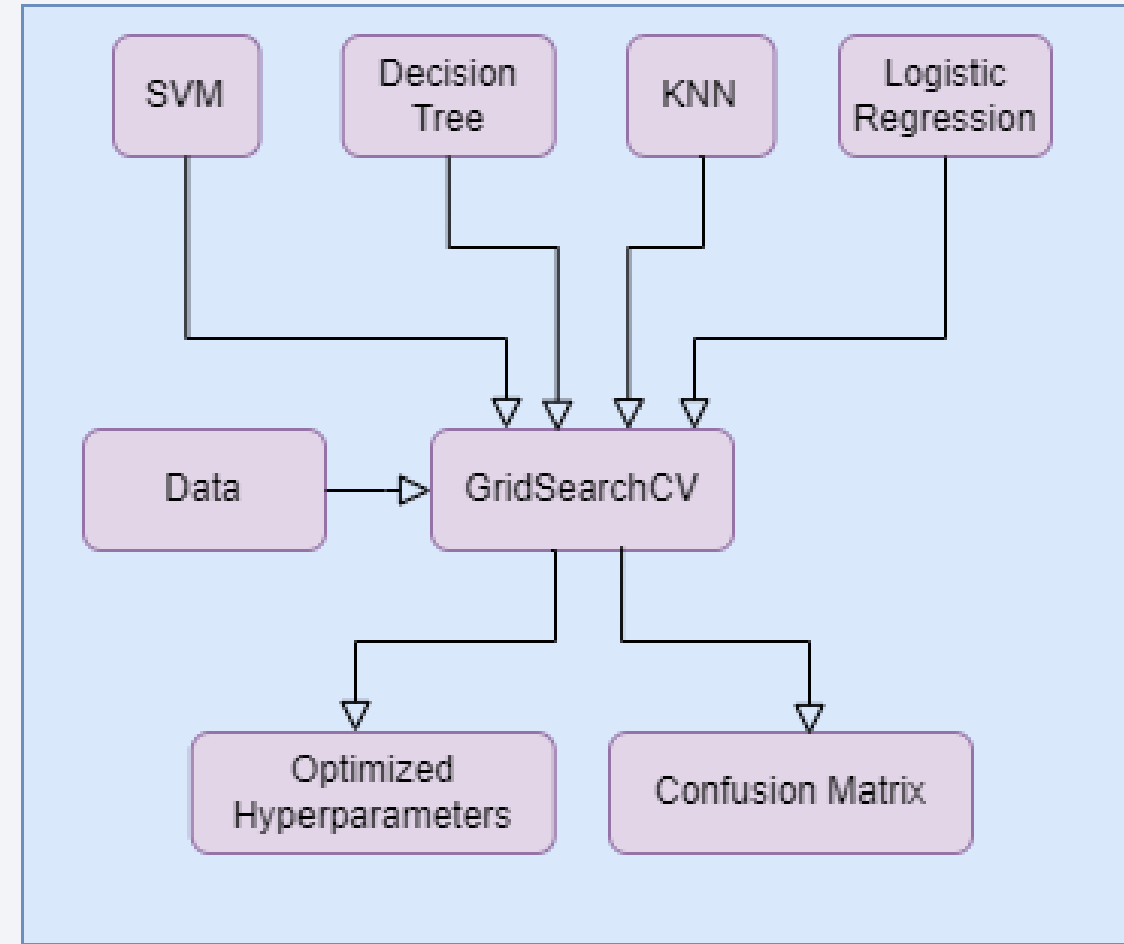 SVM
Decision
Tree
KNN
Logistic
Regression
Data
GridSearchCV
Optimized
Hyperparameters
Confusion Matrix